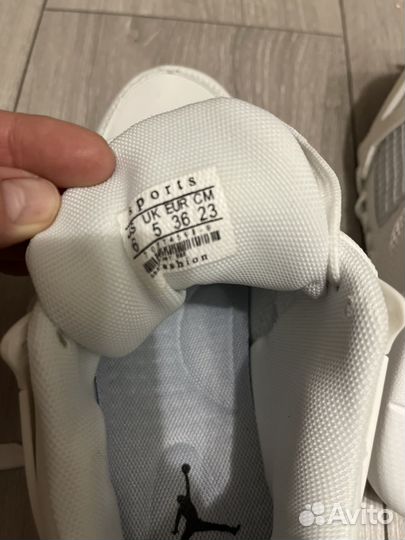 sports
US UK EUR CM
6 5 36 23
fashion
Avito